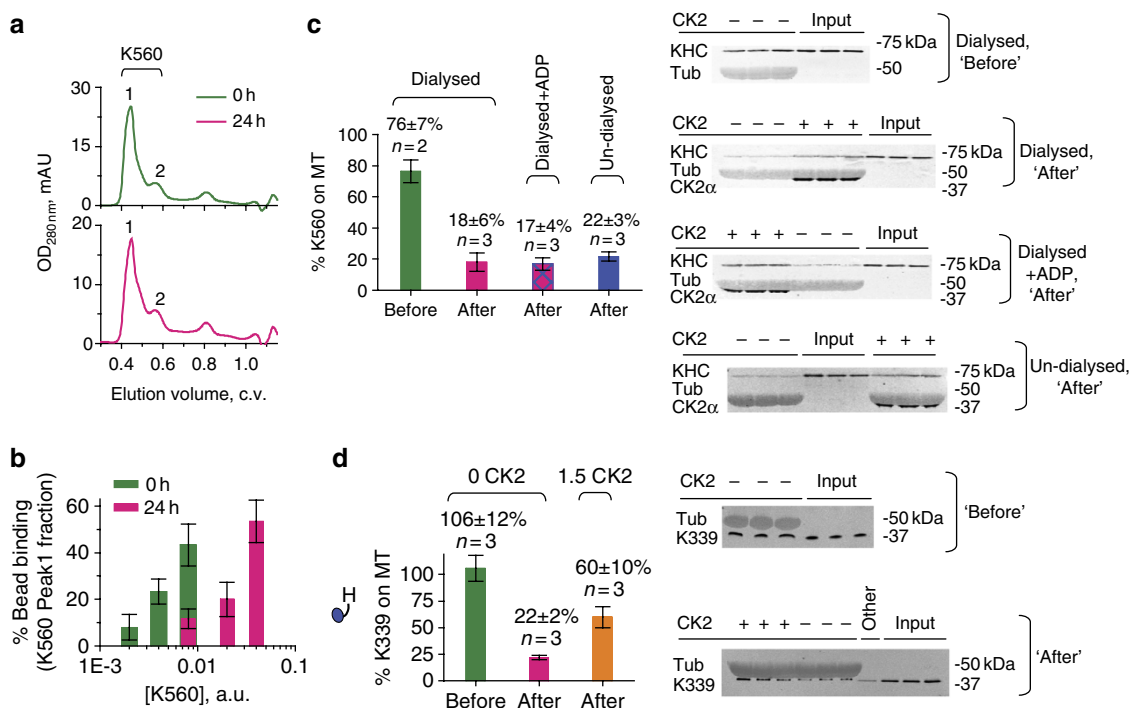 a
K560
30
15
0
1
2
0 h
24 h
20
10
0
1
2
OD280nm, mAU
0.4 0.6 0.8 1.0
Elution volume, c.v.
b
0 h
24 h
60
40
20
0
% Bead binding
(K560 Peak1 fraction)
1E-3 0.01 0.1
[K560], a.u.
c
Dialysed
Dialysed+ADP
Un-dialysed
100
80
60
40
20
0
% K560 on MT
76±7%
n=2
18±6%
n=3
17±4%
n=3
22±3%
n=3
Before After After After
CK2 – – – Input
KHC
Tub
-75 kDa
-50
Dialysed,
'Before'
CK2 – – – + + + Input
KHC
Tub
CK2α
-75 kDa
-50
-37
Dialysed,
'After'
CK2 + + + – – – Input
KHC
Tub
CK2α
-75 kDa
-50
-37
Dialysed
+ADP,
'After'
CK2 – – – Input + + +
KHC
Tub
CK2α
-75 kDa
-50
-37
Un-dialysed,
'After'
d
H
0 CK2 1.5 CK2
100
75
50
25
0
% K339 on MT
106±12%
n=3
22±2%
n=3
60±10%
n=3
Before After After
CK2 – – – Input
Tub
K339
-50 kDa
-37
'Before'
CK2 + + + – – – Other Input
Tub
K339
-50 kDa
-37
'After'